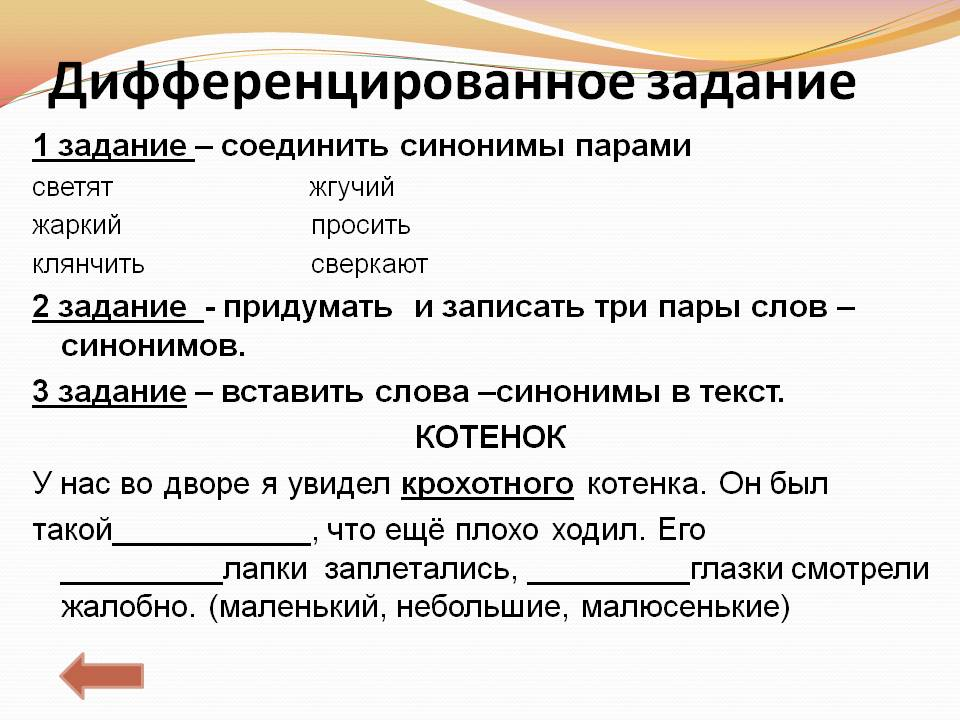 Дифференцированное задание
1 задание – соединить синонимы парами
светят жгучий
жаркий просить
клянчить сверкают
2 задание - придумать и записать три пары слов –
синонимов.
3 задание – вставить слова –синонимы в текст.
КОТЕНОК
У нас во дворе я увидел крохотного котенка. Он был
такой____________, что ещё плохо ходил. Его
__________лапки заплетались, __________глазки смотрели
жалобно. (маленький, небольшие, малюсенькие)